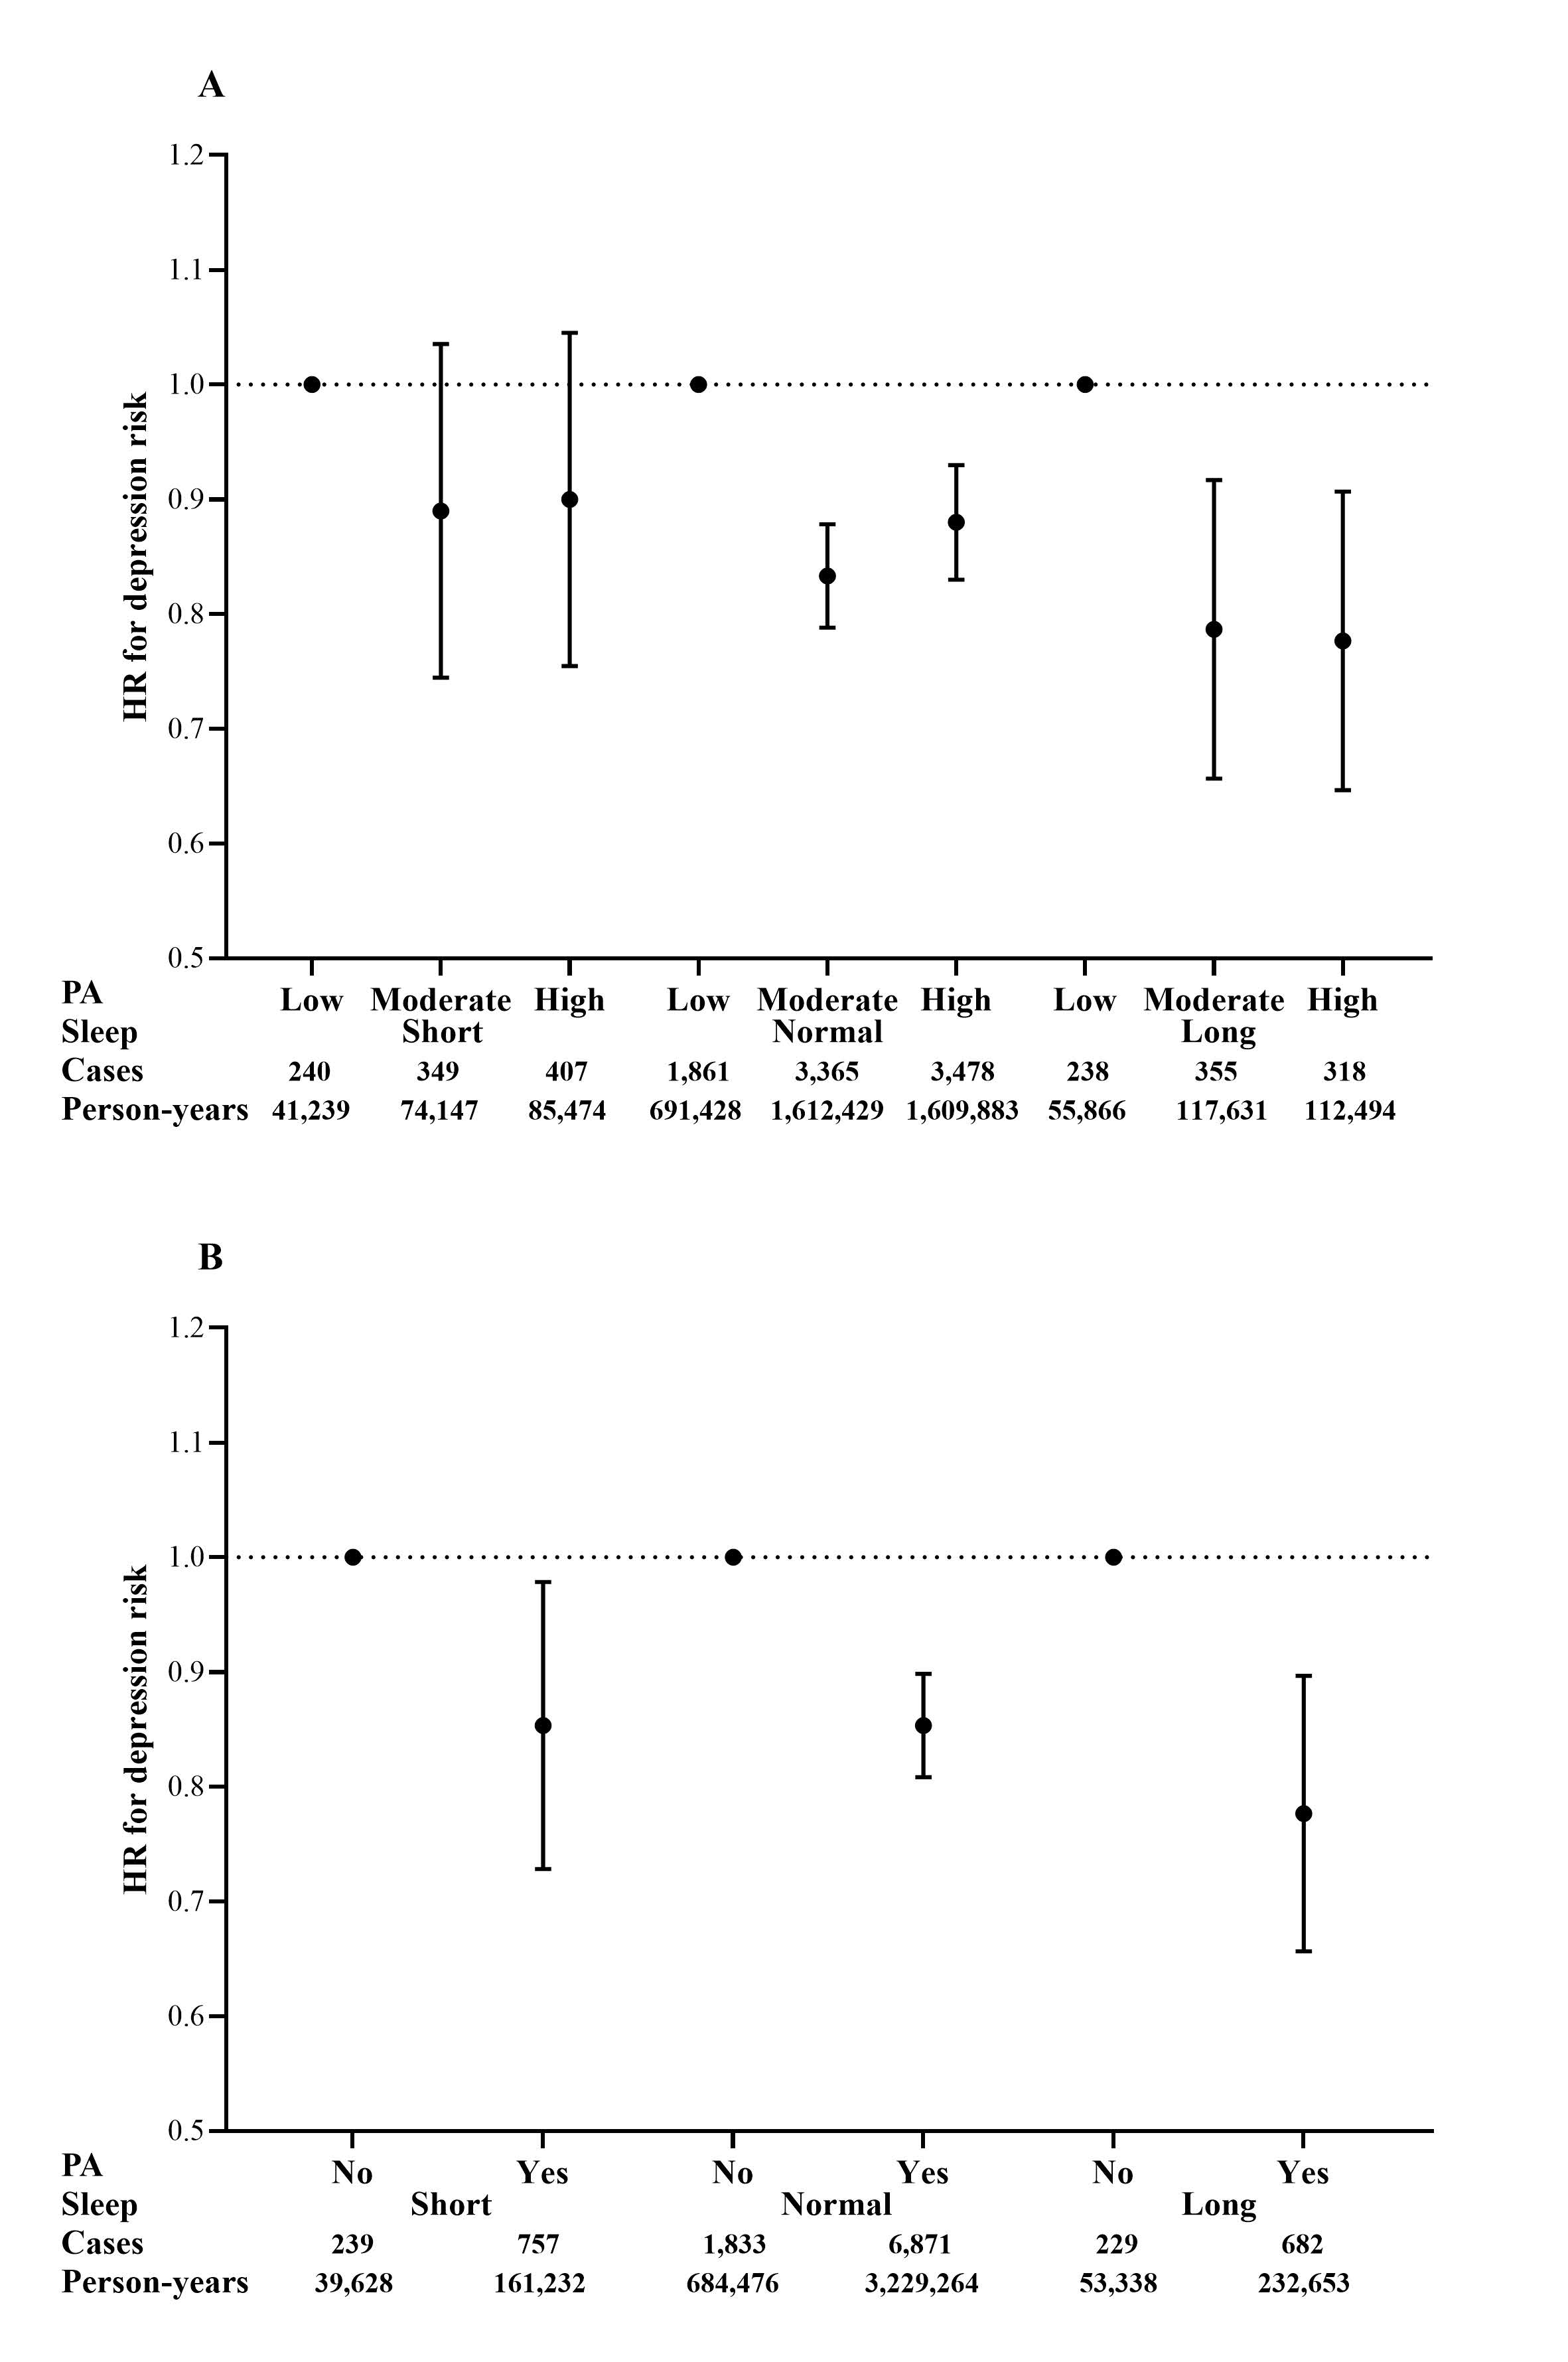 A
1.2
1.1
1.0
0.9
0.8
0.7
0.6
0.5
HR for depression risk
PA Low Moderate High Low Moderate High Low Moderate High
Sleep Short Normal Long
Cases 240 349 407 1,861 3,365 3,478 238 355 318
Person-years 41,239 74,147 85,474 691,428 1,612,429 1,609,883 55,866 117,631 112,494
B
1.2
1.1
1.0
0.9
0.8
0.7
0.6
0.5
HR for depression risk
PA No Yes No Yes No Yes
Sleep Short Normal Long
Cases 239 757 1,833 6,871 229 682
Person-years 39,628 161,232 684,476 3,229,264 53,338 232,653